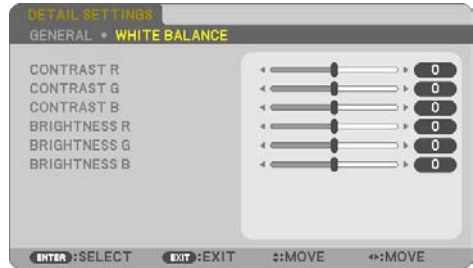 DETAIL SETTINGS
GENERAL • WHITE BALANCE
CONTRAST R 0
CONTRAST G 0
CONTRAST B 0
BRIGHTNESS R 0
BRIGHTNESS G 0
BRIGHTNESS B 0
ENTER:SELECT EXIT:EXIT ↕:MOVE ↔:MOVE